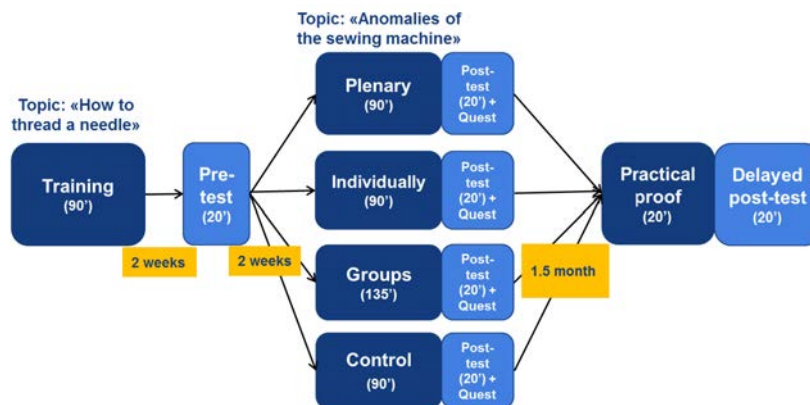 Topic: «Anomalies of
the sewing machine»
Topic: «How to
thread a needle»
Training
(90’)
2 weeks
Pre-
test
(20’)
2 weeks
Plenary
(90’)
Post-
test
(20’) +
Quest
Individually
(90’)
Post-
test
(20’) +
Quest
Groups
(135’)
Post-
test
(20’) +
Quest
Control
(90’)
Post-
test
(20’) +
Quest
1.5 month
Practical
proof
(20’)
Delayed
post-test
(20’)